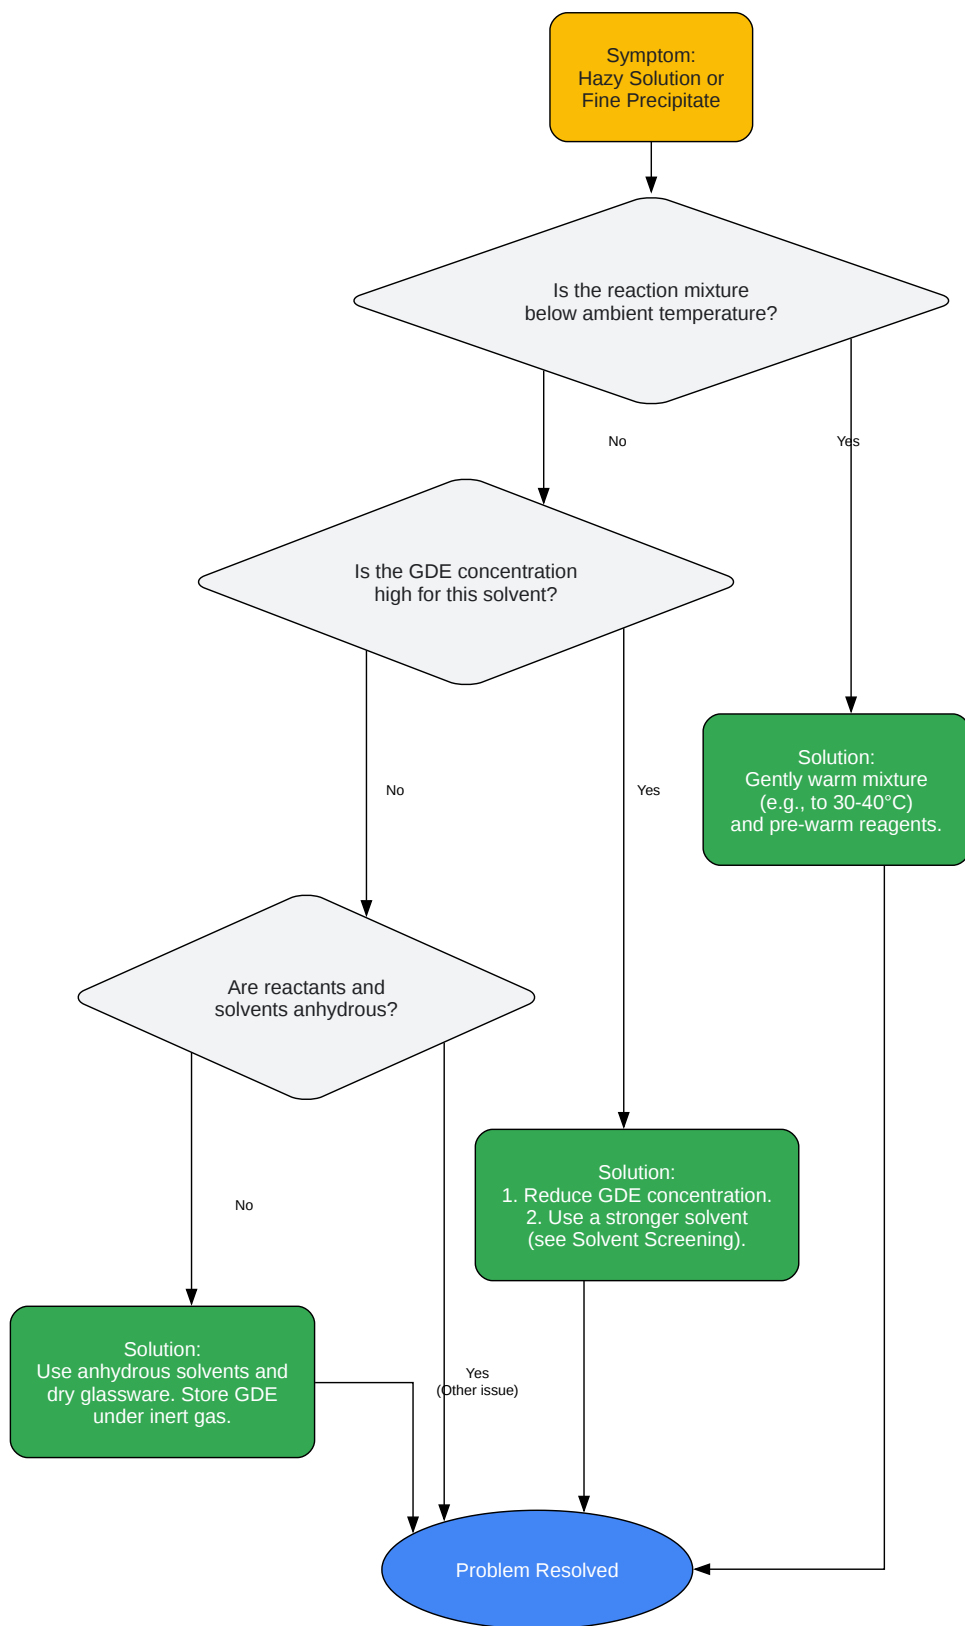 Symptom:
Hazy Solution or
Fine Precipitate
Is the reaction mixture
below ambient temperature?
No
Yes
Is the GDE concentration
high for this solvent?
No
Yes
Solution:
Gently warm mixture
(e.g., to 30-40°C)
and pre-warm reagents.
Are reactants and
solvents anhydrous?
Solution:
1. Reduce GDE concentration.
2. Use a stronger solvent
(see Solvent Screening).
No
Solution:
Use anhydrous solvents and
dry glassware. Store GDE
under inert gas.
Yes
(Other issue)
Problem Resolved